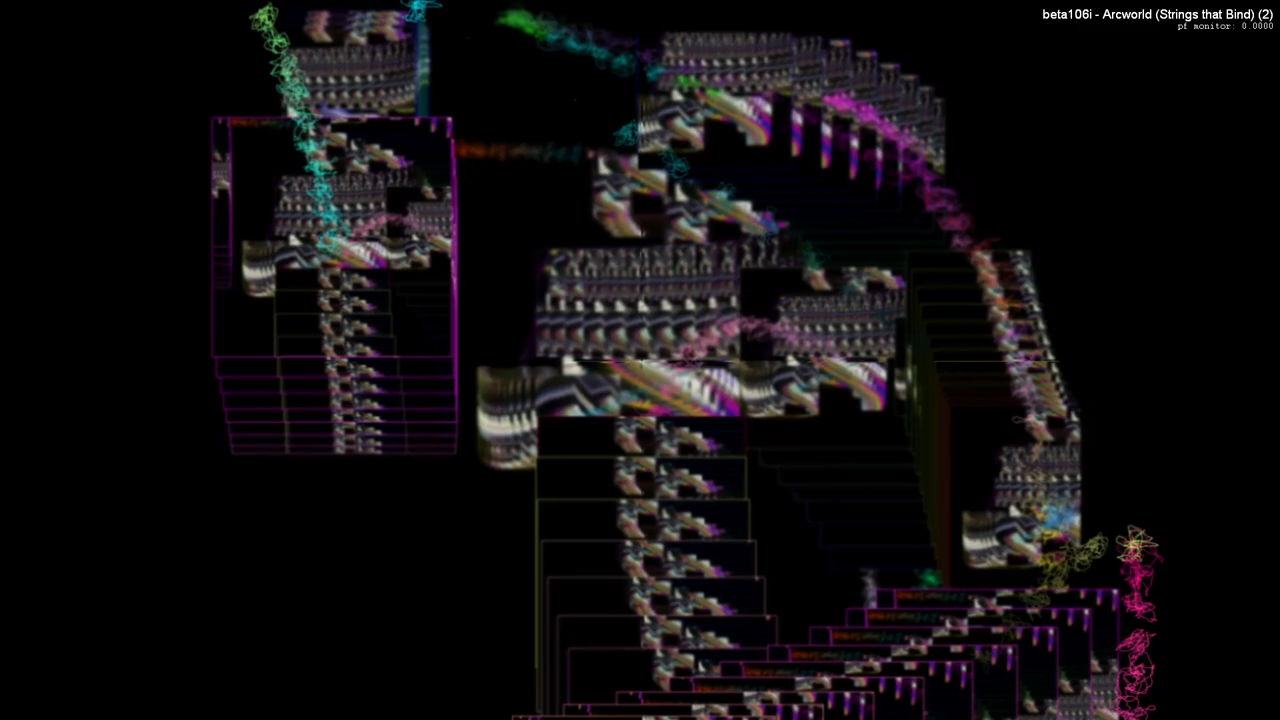 beta106i - Arcworld (Strings that Bind) (2)
pf monitor: 0.0000